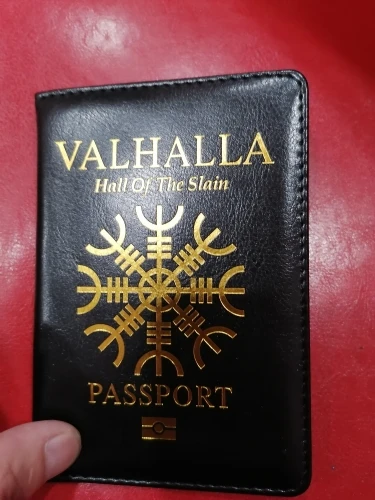 VALHALLA
Hall Of The Slain
PASSPORT